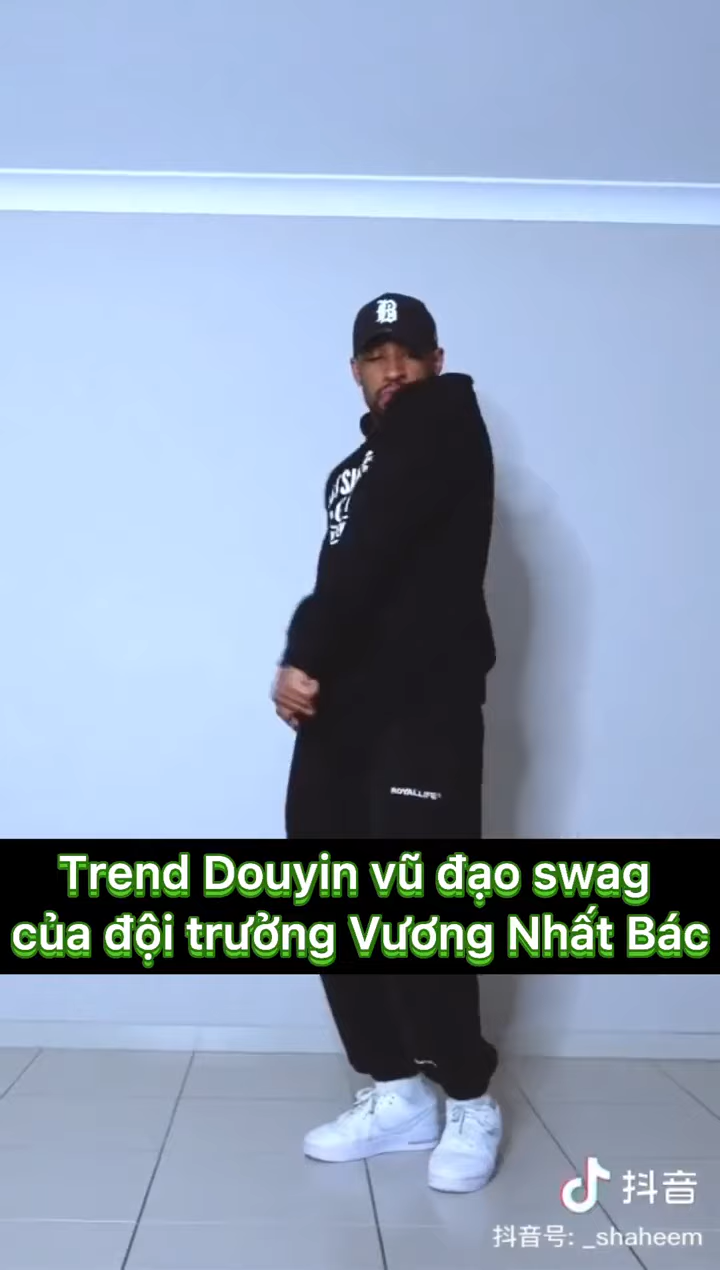 B
ROYALLIFE
Trend Douyin vũ đạo swag
của đội trưởng Vương Nhất Bác
抖音
抖音号: _shaheem